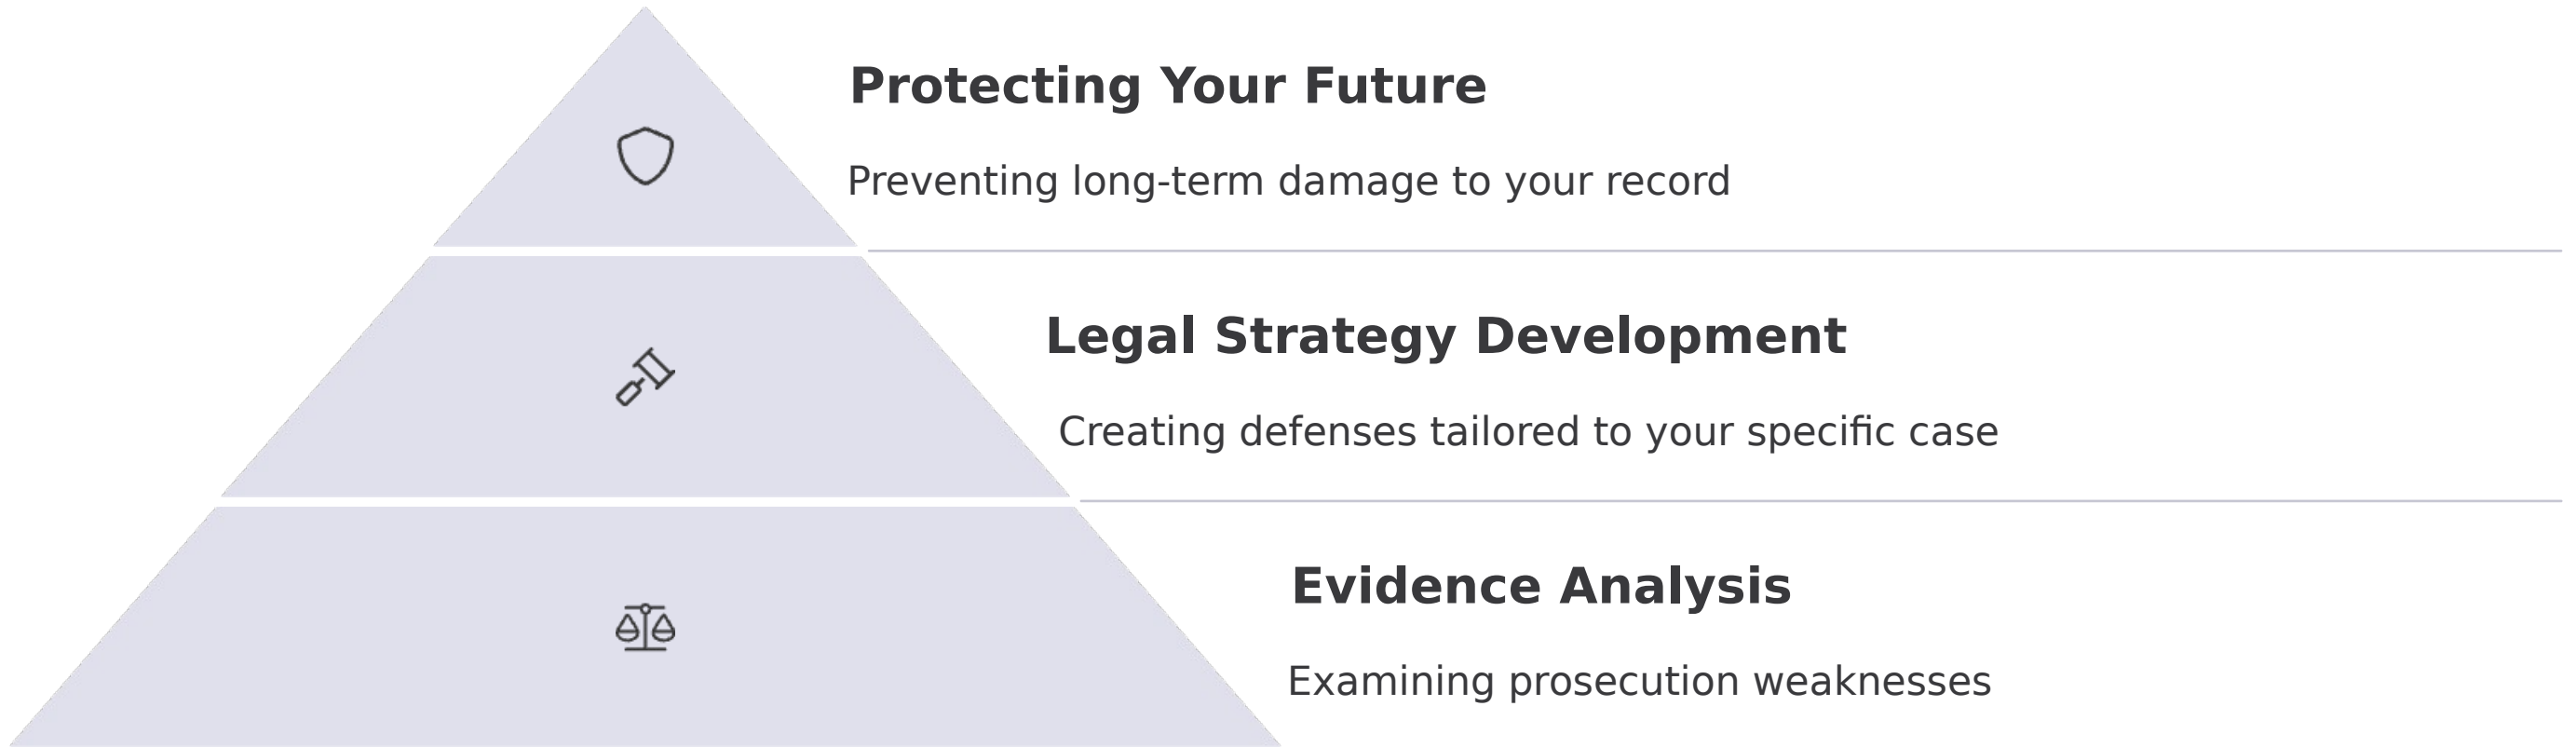 Protecting Your Future
Preventing long-term damage to your record
Legal Strategy Development
Creating defenses tailored to your specific case
Evidence Analysis
Examining prosecution weaknesses